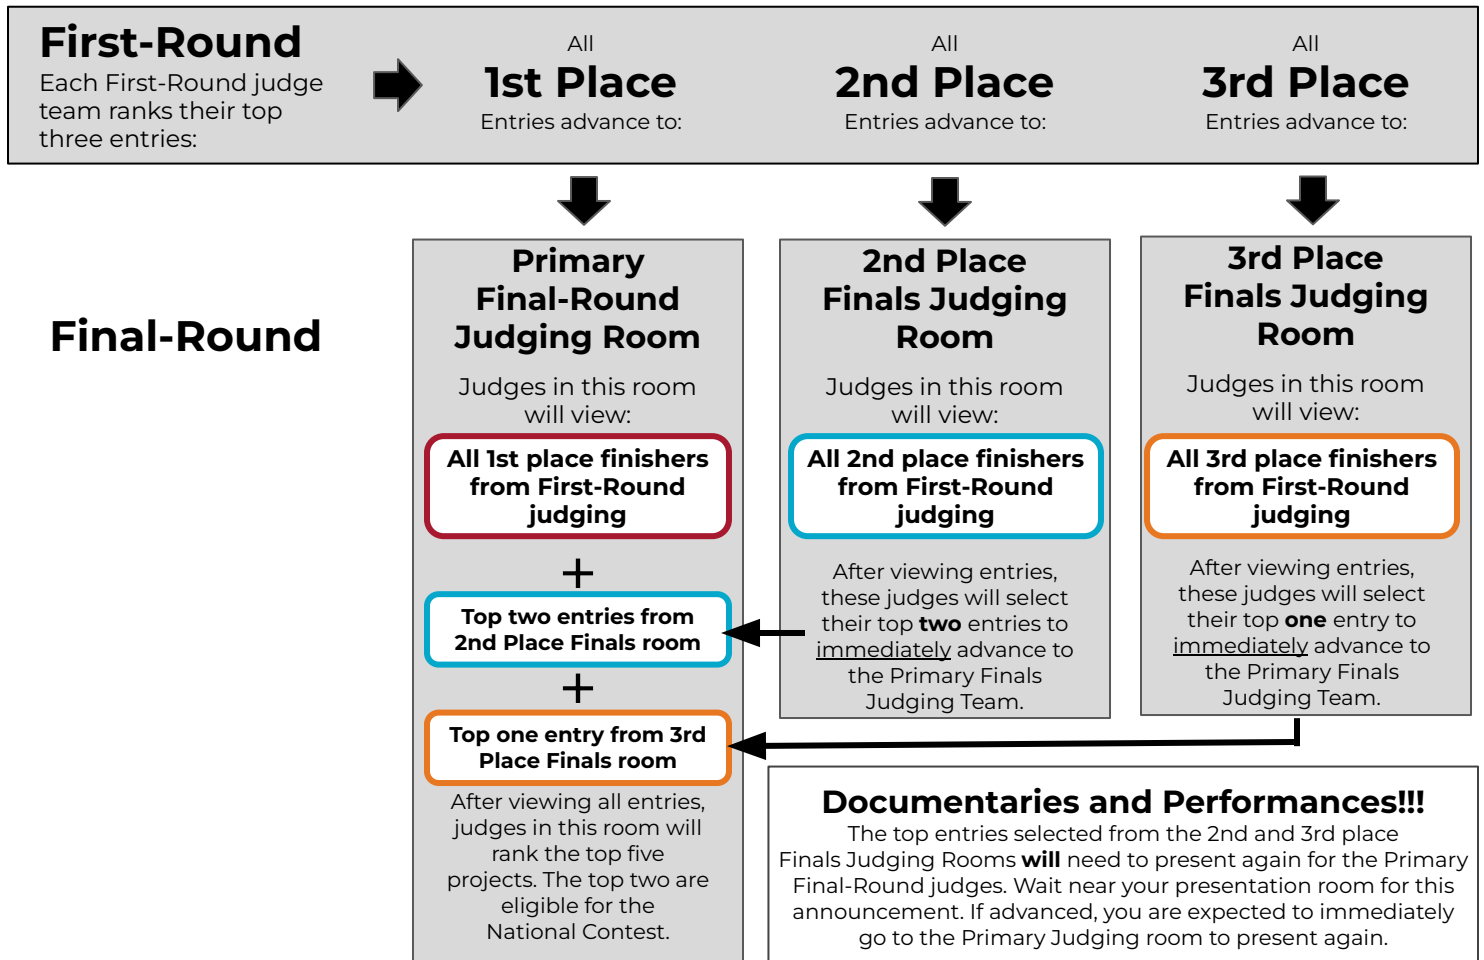 First-Round
Each First-Round judge
team ranks their top
three entries:
All
1st Place
Entries advance to:
All
2nd Place
Entries advance to:
All
3rd Place
Entries advance to:
Final-Round
Primary
Final-Round
Judging Room
Judges in this room
will view:
All 1st place finishers
from First-Round
judging
+
Top two entries from
2nd Place Finals room
+
Top one entry from 3rd
Place Finals room
After viewing all entries,
judges in this room will
rank the top five
projects. The top two are
eligible for the
National Contest.
2nd Place
Finals Judging
Room
Judges in this room
will view:
All 2nd place finishers
from First-Round
judging
After viewing entries,
these judges will select
their top two entries to
immediately advance to
the Primary Finals
Judging Team.
3rd Place
Finals Judging
Room
Judges in this room
will view:
All 3rd place finishers
from First-Round
judging
After viewing entries,
these judges will select
their top one entry to
immediately advance to
the Primary Finals
Judging Team.
Documentaries and Performances!!!
The top entries selected from the 2nd and 3rd place
Finals Judging Rooms will need to present again for the Primary
Final-Round judges. Wait near your presentation room for this
announcement. If advanced, you are expected to immediately
go to the Primary Judging room to present again.